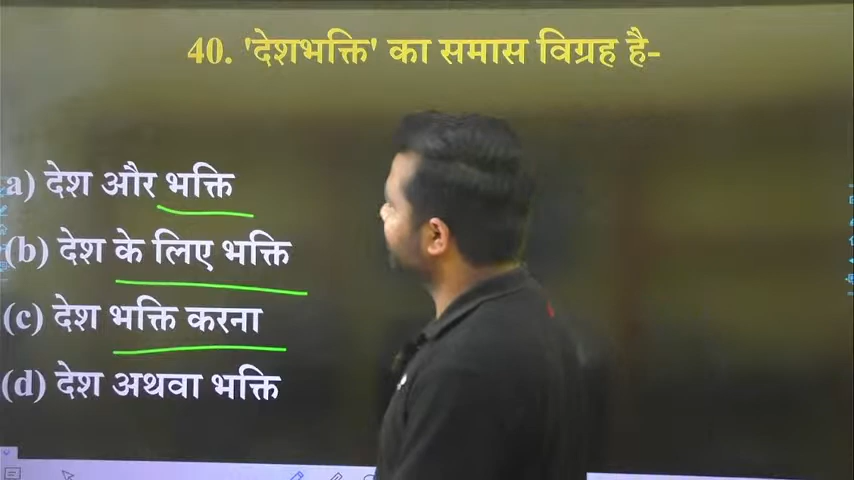 40. 'देशभक्ति' का समास विग्रह है-
a) देश और भक्ति
(b) देश के लिए भक्ति
(c) देश भक्ति करना
(d) देश अथवा भक्ति